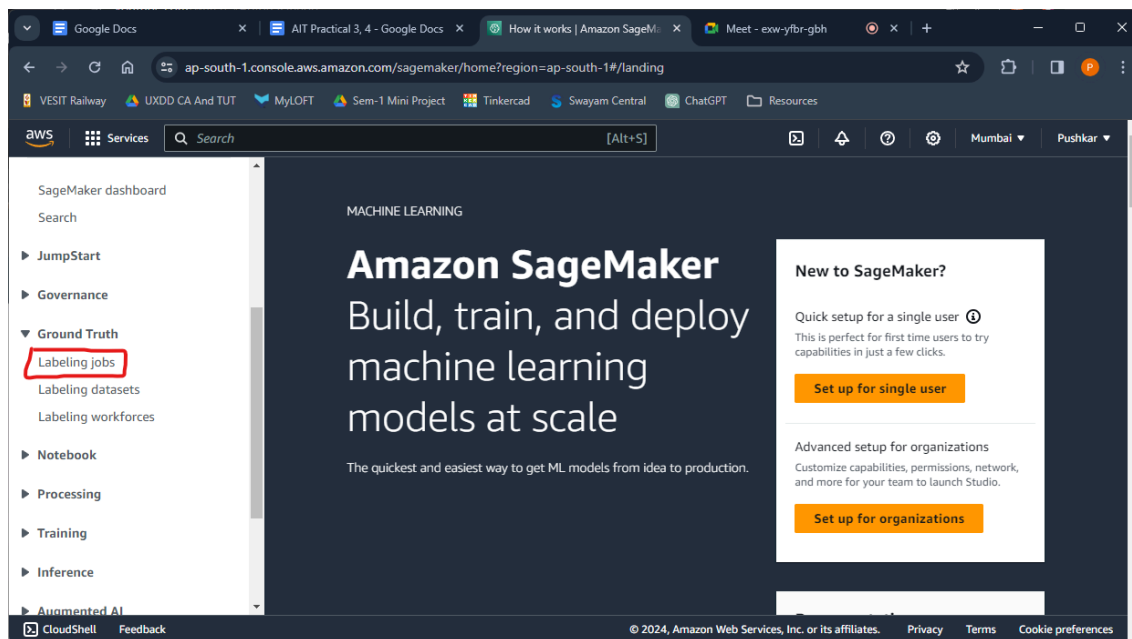 Google Docs
AIT Practical 3, 4 - Google Docs
How it works | Amazon SageMa
Meet - exw-yfbr-gbh
ap-south-1.console.aws.amazon.com/sagemaker/home?region=ap-south-1#/landing
P
VESIT Railway
UXDD CA And TUT
MyLOFT
Sem-1 Mini Project
Tinkercad
Swayam Central
ChatGPT
Resources
aws
Services
Search
[Alt+S]
Mumbai
Pushkar
SageMaker dashboard
Search
JumpStart
Governance
Ground Truth
Labeling jobs
Labeling datasets
Labeling workforces
Notebook
Processing
Training
Inference
Augmented AI
MACHINE LEARNING
Amazon SageMaker
Build, train, and deploy
machine learning
models at scale
The quickest and easiest way to get ML models from idea to production.
New to SageMaker?
Quick setup for a single user
This is perfect for first time users to try
capabilities in just a few clicks.
Set up for single user
Advanced setup for organizations
Customize capabilities, permissions, network,
and more for your team to launch Studio.
Set up for organizations
CloudShell
Feedback
© 2024, Amazon Web Services, Inc. or its affiliates.
Privacy
Terms
Cookie preferences